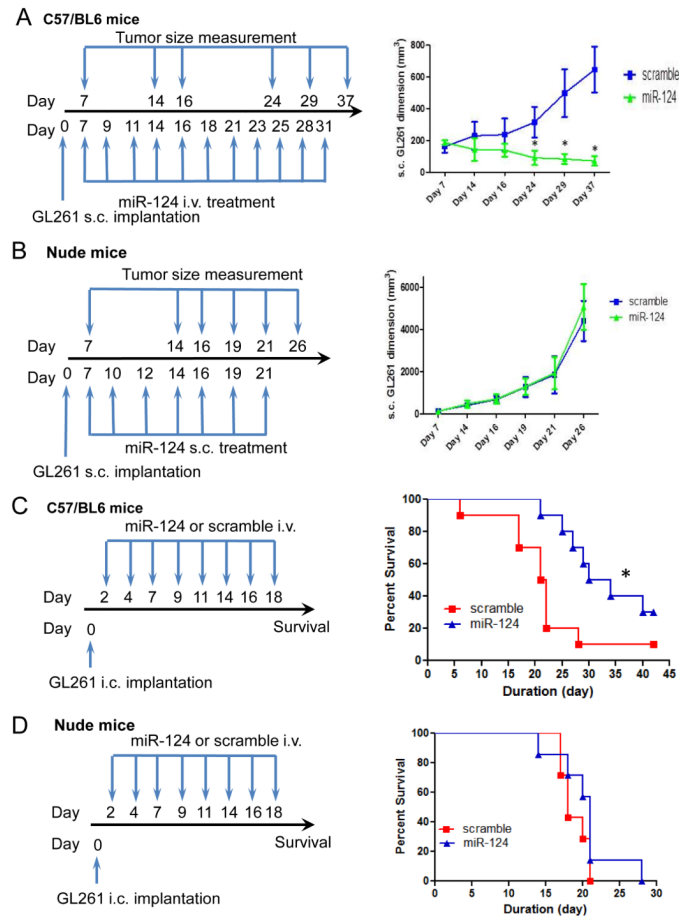 A C57/BL6 mice
Tumor size measurement
Day 7 14 16 24 29 37
Day 0 7 9 11 14 16 18 21 23 25 28 31
miR-124 i.v. treatment
GL261 s.c. implantation
s.c. GL261 dimension (mm³)
800
600
400
200
0
scramble
miR-124
* * *
Day 7 Day 14 Day 16 Day 24 Day 29 Day 37
B Nude mice
Tumor size measurement
Day 7 14 16 19 21 26
Day 0 7 10 12 14 16 19 21
miR-124 s.c. treatment
GL261 s.c. implantation
s.c. GL261 dimension (mm³)
6000
4000
2000
0
scramble
miR-124
Day 7 Day 14 Day 16 Day 19 Day 21 Day 26
C C57/BL6 mice
miR-124 or scramble i.v.
Day 2 4 7 9 11 14 16 18
Day 0
Survival
GL261 i.c. implantation
Percent Survival
100
80
60
40
20
0
*
scramble
miR-124
0 5 10 15 20 25 30 35 40 45
Duration (day)
D Nude mice
miR-124 or scramble i.v.
Day 2 4 7 9 11 14 16 18
Day 0
Survival
GL261 i.c. implantation
Percent Survival
100
80
60
40
20
0
scramble
miR-124
0 5 10 15 20 25 30
Duration (day)